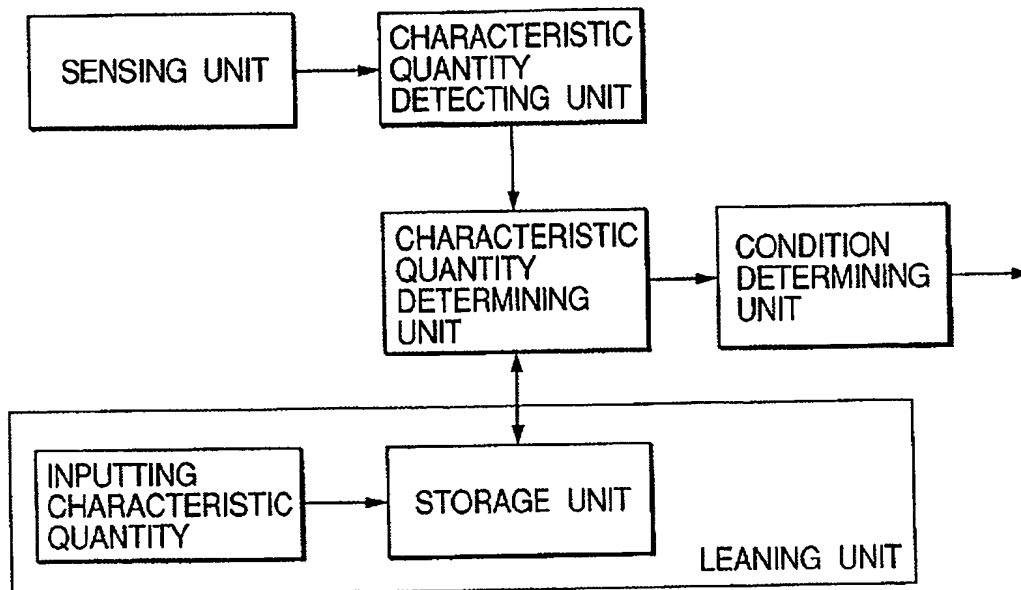 SENSING UNIT
CHARACTERISTIC
QUANTITY
DETECTING UNIT
CHARACTERISTIC
QUANTITY
DETERMINING
UNIT
CONDITION
DETERMINING
UNIT
INPUTTING
CHARACTERISTIC
QUANTITY
STORAGE UNIT
LEANING UNIT